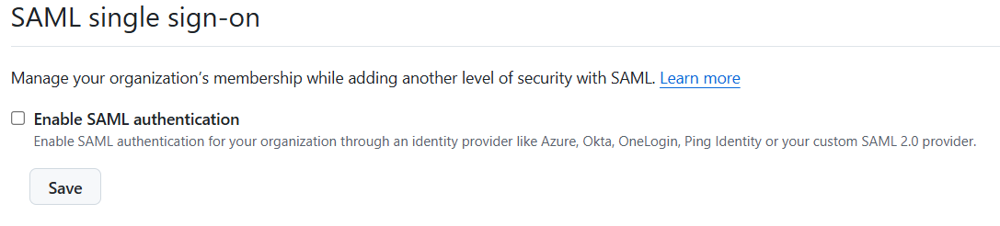 SAML single sign-on
Manage your organization’s membership while adding another level of security with SAML. Learn more
Enable SAML authentication
Enable SAML authentication for your organization through an identity provider like Azure, Okta, OneLogin, Ping Identity or your custom SAML 2.0 provider.
Save